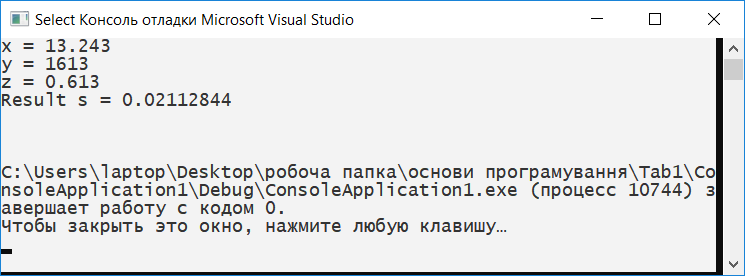 Select Консоль отладки Microsoft Visual Studio
x = 13.243
y = 1613
z = 0.613
Result s = 0.02112844
C:\Users\laptop\Desktop\робоча папка\основи програмування\Tab1\Co
nsoleApplication1\Debug\ConsoleApplication1.exe (процесс 10744) з
авершает работу с кодом 0.
Чтобы закрыть это окно, нажмите любую клавишу…